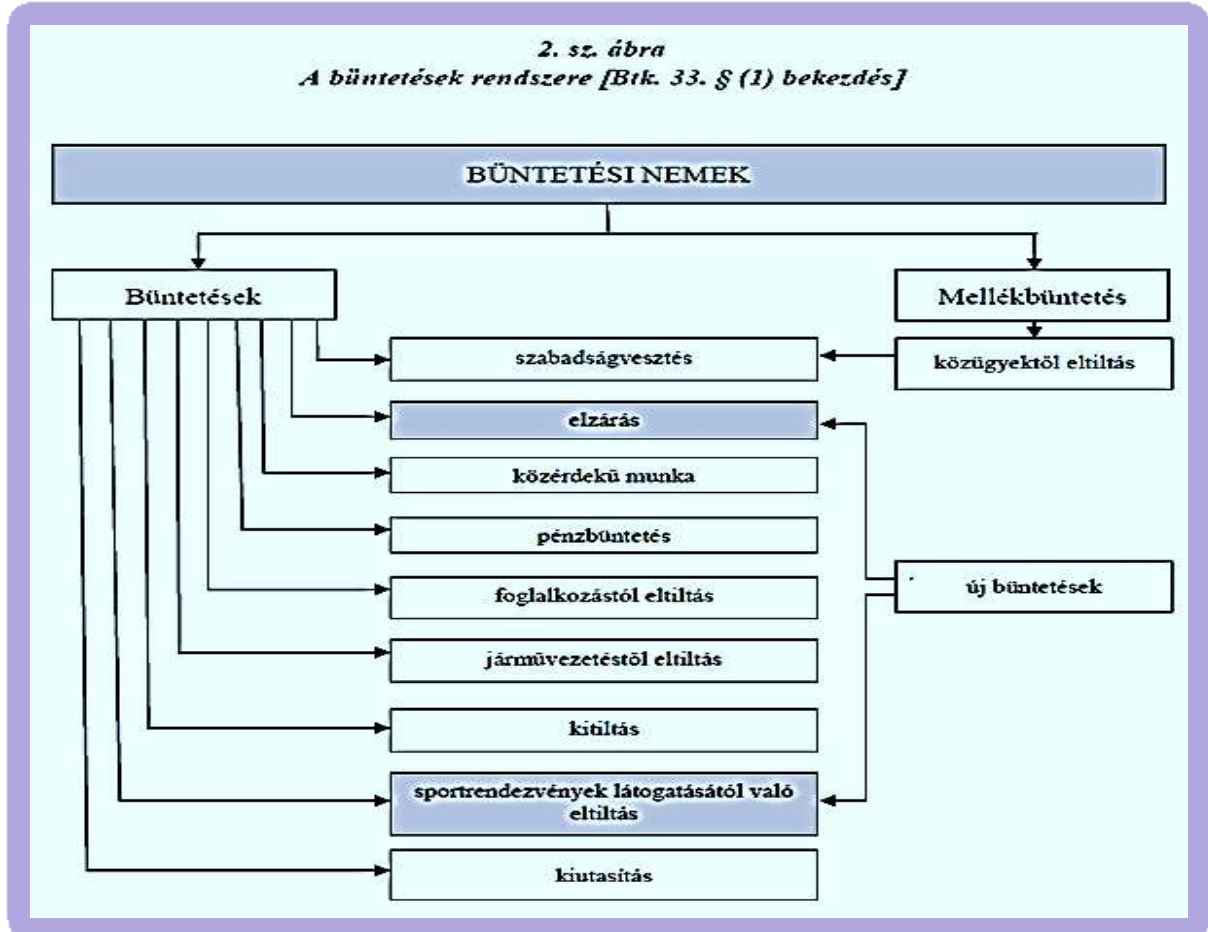 2. sz. ábra
A büntetések rendszere [Btk. 33. § (1) bekezdés]
BÜNTETÉSI NEMEK
Büntetések
Mellékbüntetés
szabadságvesztés
közügyektől eltiltás
elzárás
közérdekű munka
pénzbüntetés
foglalkozástól eltiltás
új büntetések
járművezetéstől eltiltás
kitiltás
sportrendezvények látogatásától való
eltiltás
kiutasítás